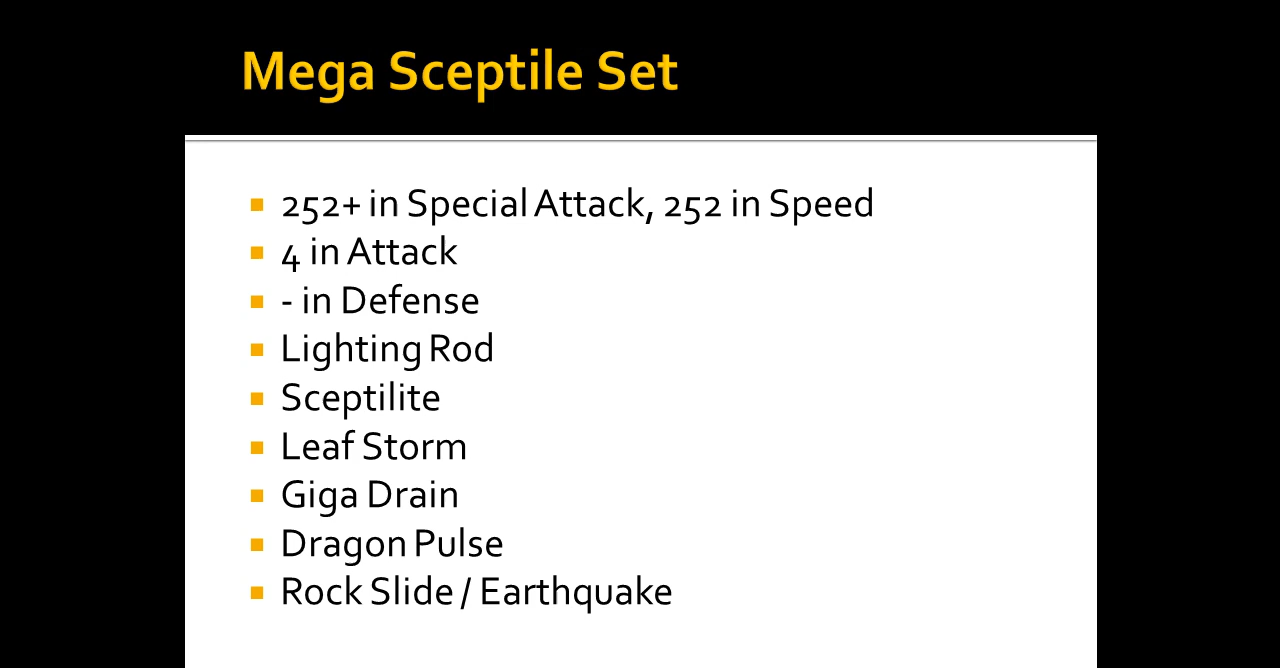 Mega Sceptile Set
252+ in Special Attack, 252 in Speed
4 in Attack
- in Defense
Lighting Rod
Sceptilite
Leaf Storm
Giga Drain
Dragon Pulse
Rock Slide / Earthquake